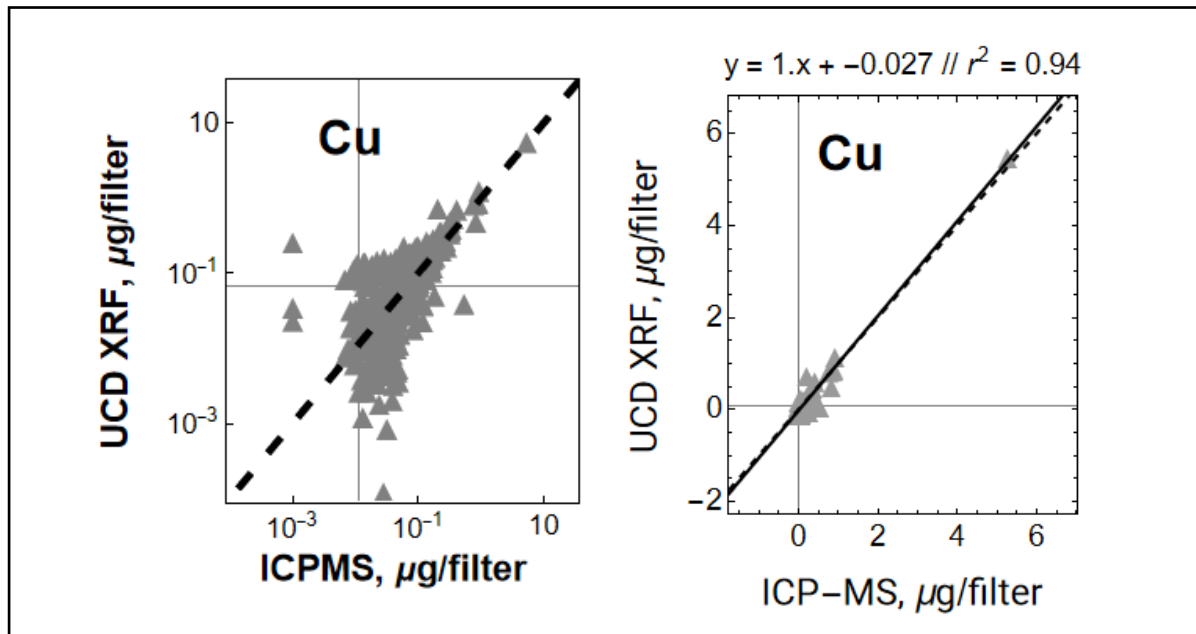 Cu
UCD XRF, µg/filter
10
10⁻¹
10⁻³
10⁻³ 10⁻¹ 10
ICPMS, µg/filter
y = 1.x + −0.027 // r² = 0.94
Cu
UCD XRF, µg/filter
6
4
2
0
−2
0 2 4 6
ICP−MS, µg/filter